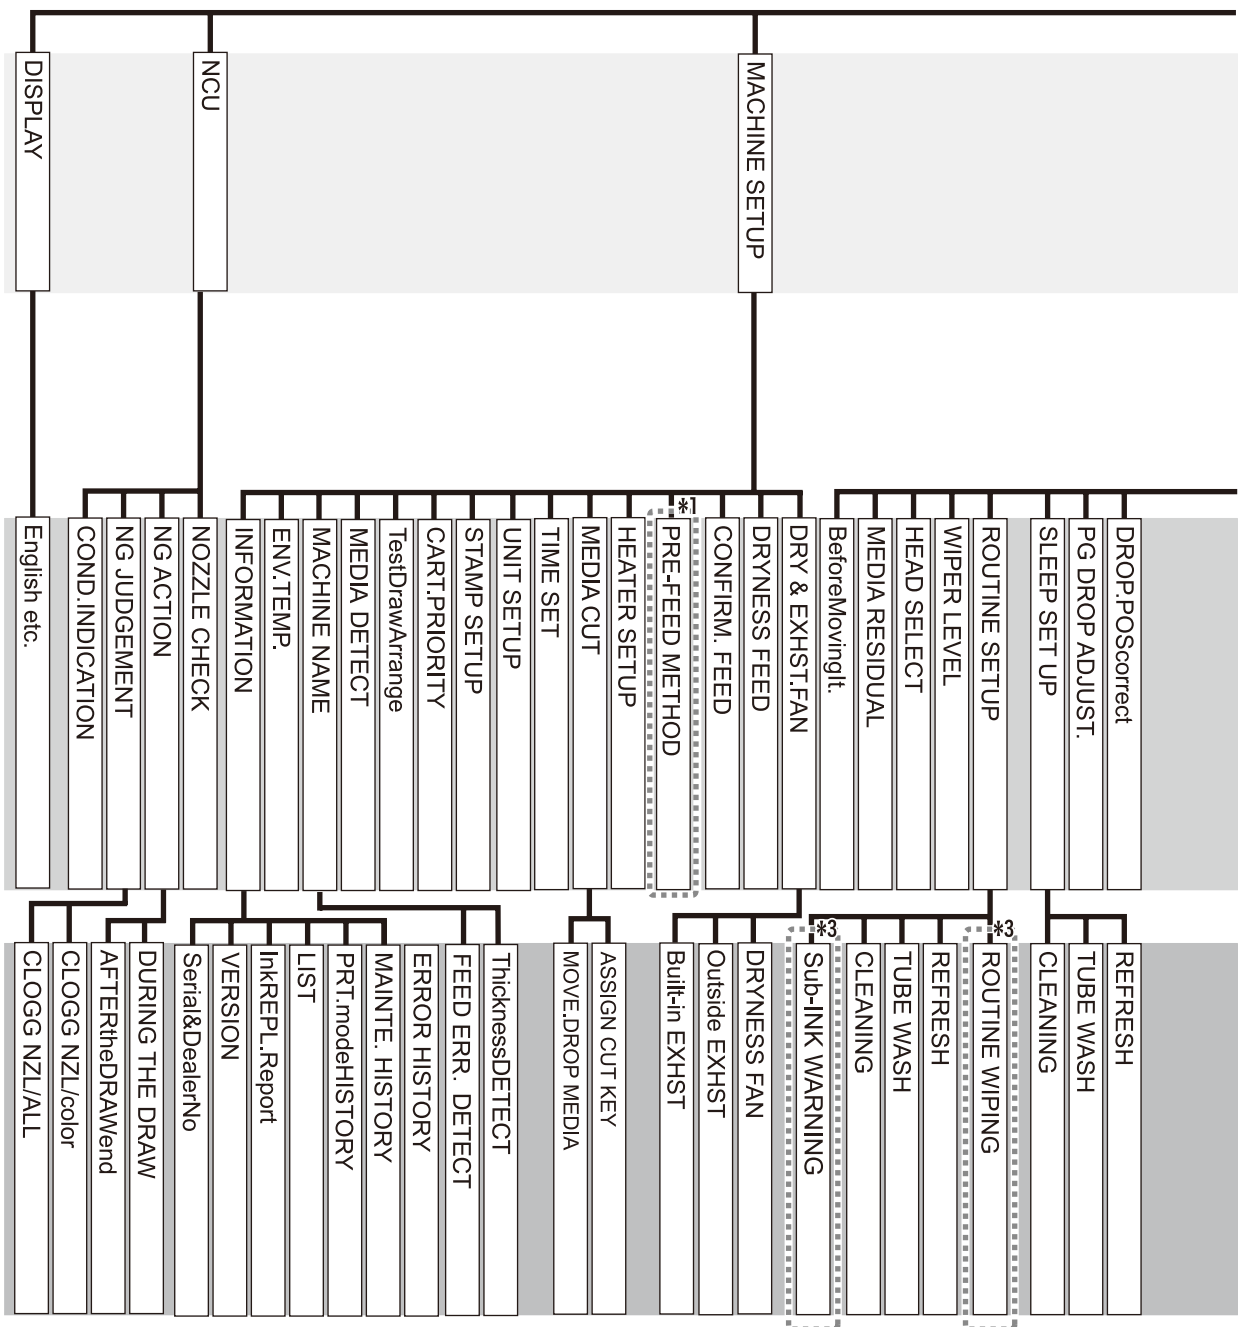 MACHINE SETUP
NCU
DISPLAY
DROP.POScorrect
PG DROP ADJUST.
SLEEP SET UP
ROUTINE SETUP
WIPER LEVEL
HEAD SELECT
MEDIA RESIDUAL
BeforeMovingIt.
DRY & EXHST.FAN
DRYNESS FEED
CONFIRM. FEED
*1
PRE-FEED METHOD
HEATER SETUP
MEDIA CUT
TIME SET
UNIT SETUP
STAMP SETUP
CART.PRIORITY
TestDrawArrange
MEDIA DETECT
MACHINE NAME
ENV.TEMP.
INFORMATION
NOZZLE CHECK
NG ACTION
NG JUDGEMENT
COND.INDICATION
English etc.
REFRESH
TUBE WASH
CLEANING
*3
ROUTINE WIPING
REFRESH
TUBE WASH
CLEANING
*3
Sub-INK WARNING
DRYNESS FAN
Outside EXHST
Built-in EXHST
ASSIGN CUT KEY
MOVE.DROP MEDIA
ThicknessDETECT
FEED ERR. DETECT
ERROR HISTORY
MAINTE. HISTORY
PRT.modeHISTORY
LIST
InkREPL.Report
VERSION
Serial&DealerNo
DURING THE DRAW
AFTERtheDRAWend
CLOGG NZL/color
CLOGG NZL/ALL